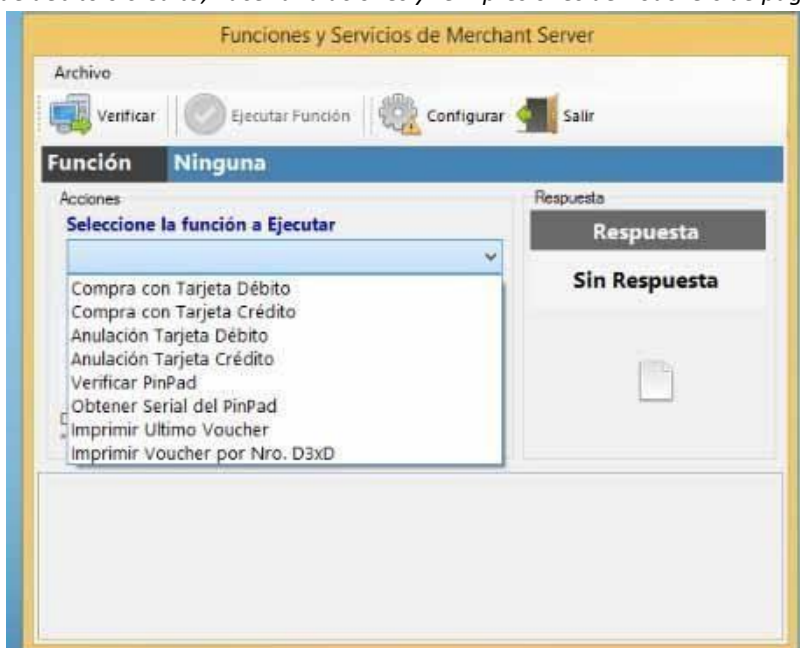 Funciones y Servicios de Merchant Server
Archivo
Verificar
Ejecutar Función
Configurar
Salir
Función Ninguna
Acciones
Seleccione la función a Ejecutar
Compra con Tarjeta Débito
Compra con Tarjeta Crédito
Anulación Tarjeta Débito
Anulación Tarjeta Crédito
Verificar PinPad
Obtener Serial del PinPad
Imprimir Ultimo Voucher
Imprimir Voucher por Nro. D3xD
Respuesta
Respuesta
Sin Respuesta